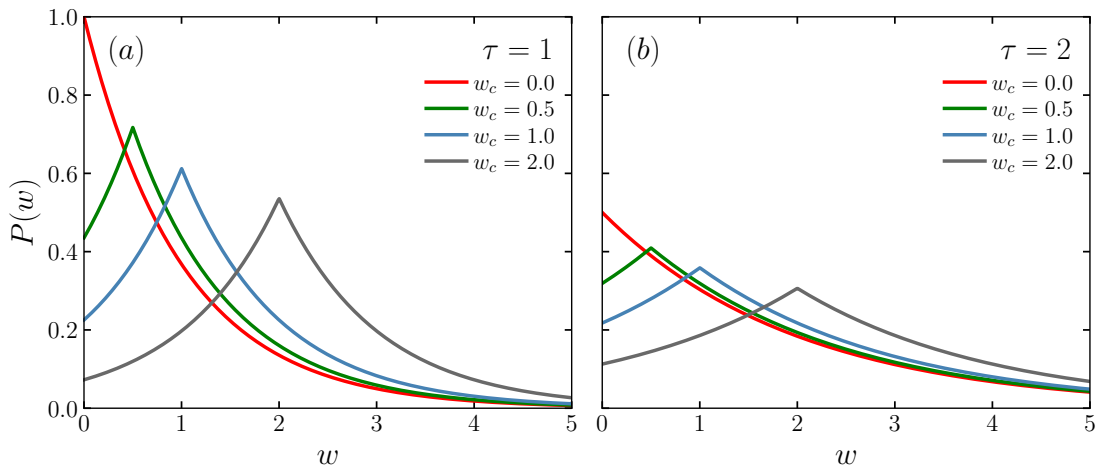 (a)
τ = 1
w_c = 0.0
w_c = 0.5
w_c = 1.0
w_c = 2.0
P(w)
1.0
0.8
0.6
0.4
0.2
0.0
0 1 2 3 4 5
w
(b)
τ = 2
w_c = 0.0
w_c = 0.5
w_c = 1.0
w_c = 2.0
0 1 2 3 4 5
w